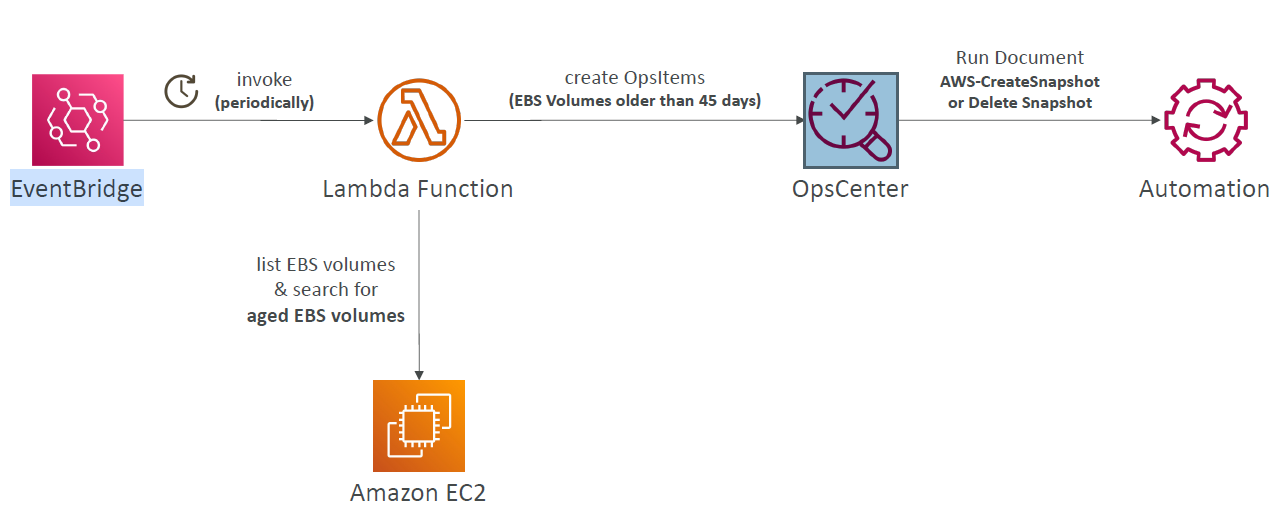 invoke
(periodically)
create OpsItems
(EBS Volumes older than 45 days)
Run Document
AWS-CreateSnapshot
or Delete Snapshot
EventBridge
Lambda Function
OpsCenter
Automation
list EBS volumes
& search for
aged EBS volumes
Amazon EC2